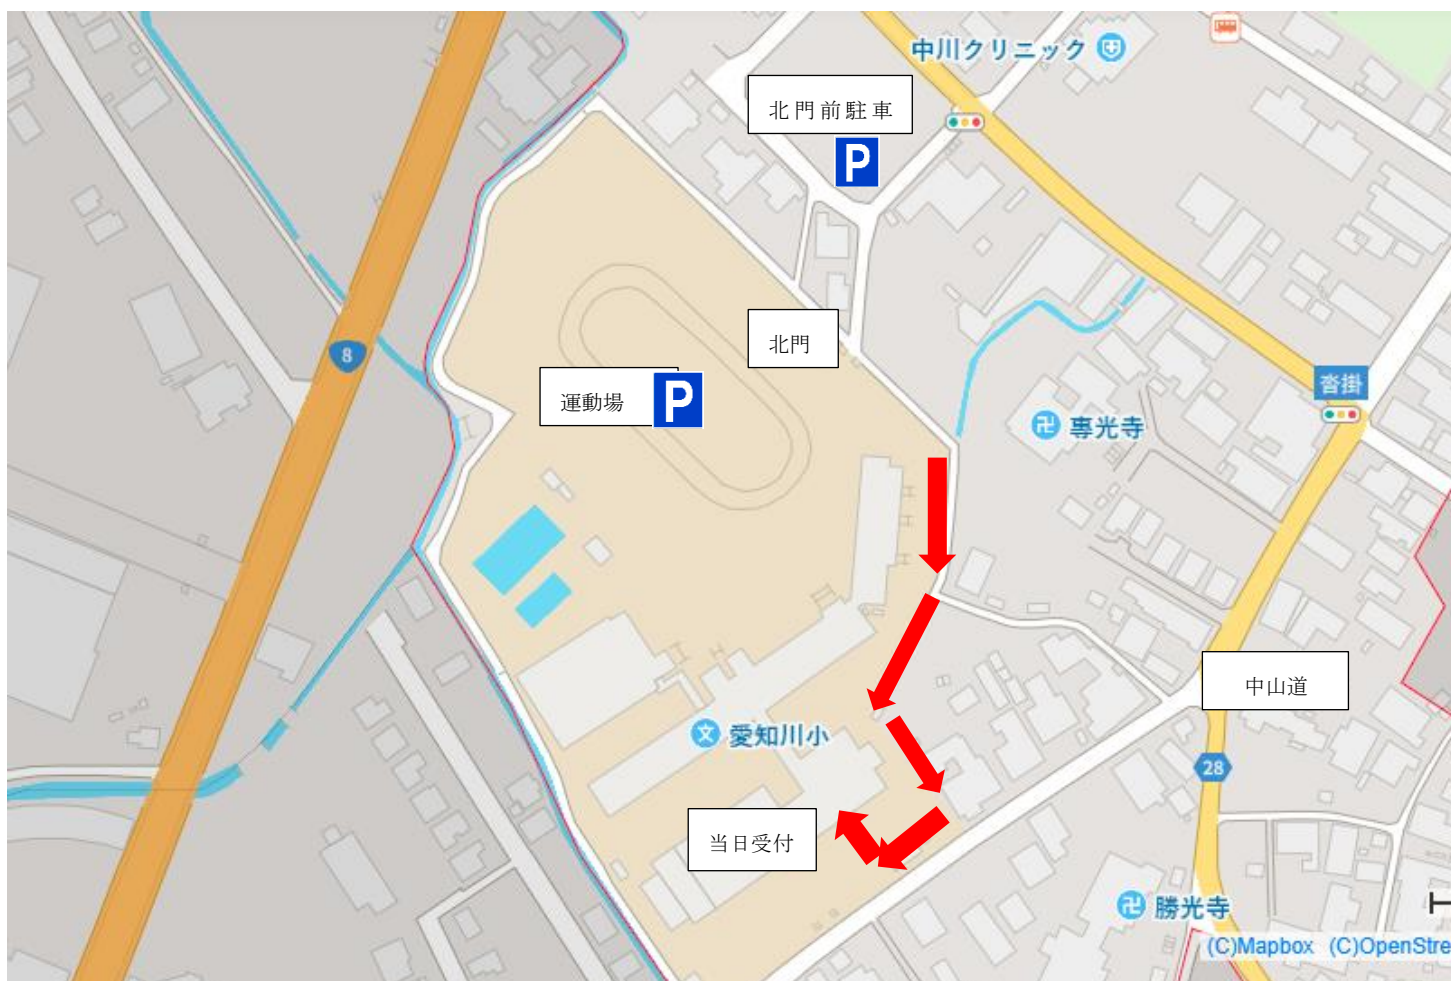 中川クリニック
北門前駐車
P
北門
8
運動場
P
沓掛
専光寺
中山道
愛知川小
28
当日受付
勝光寺
(C)Mapbox (C)OpenStre